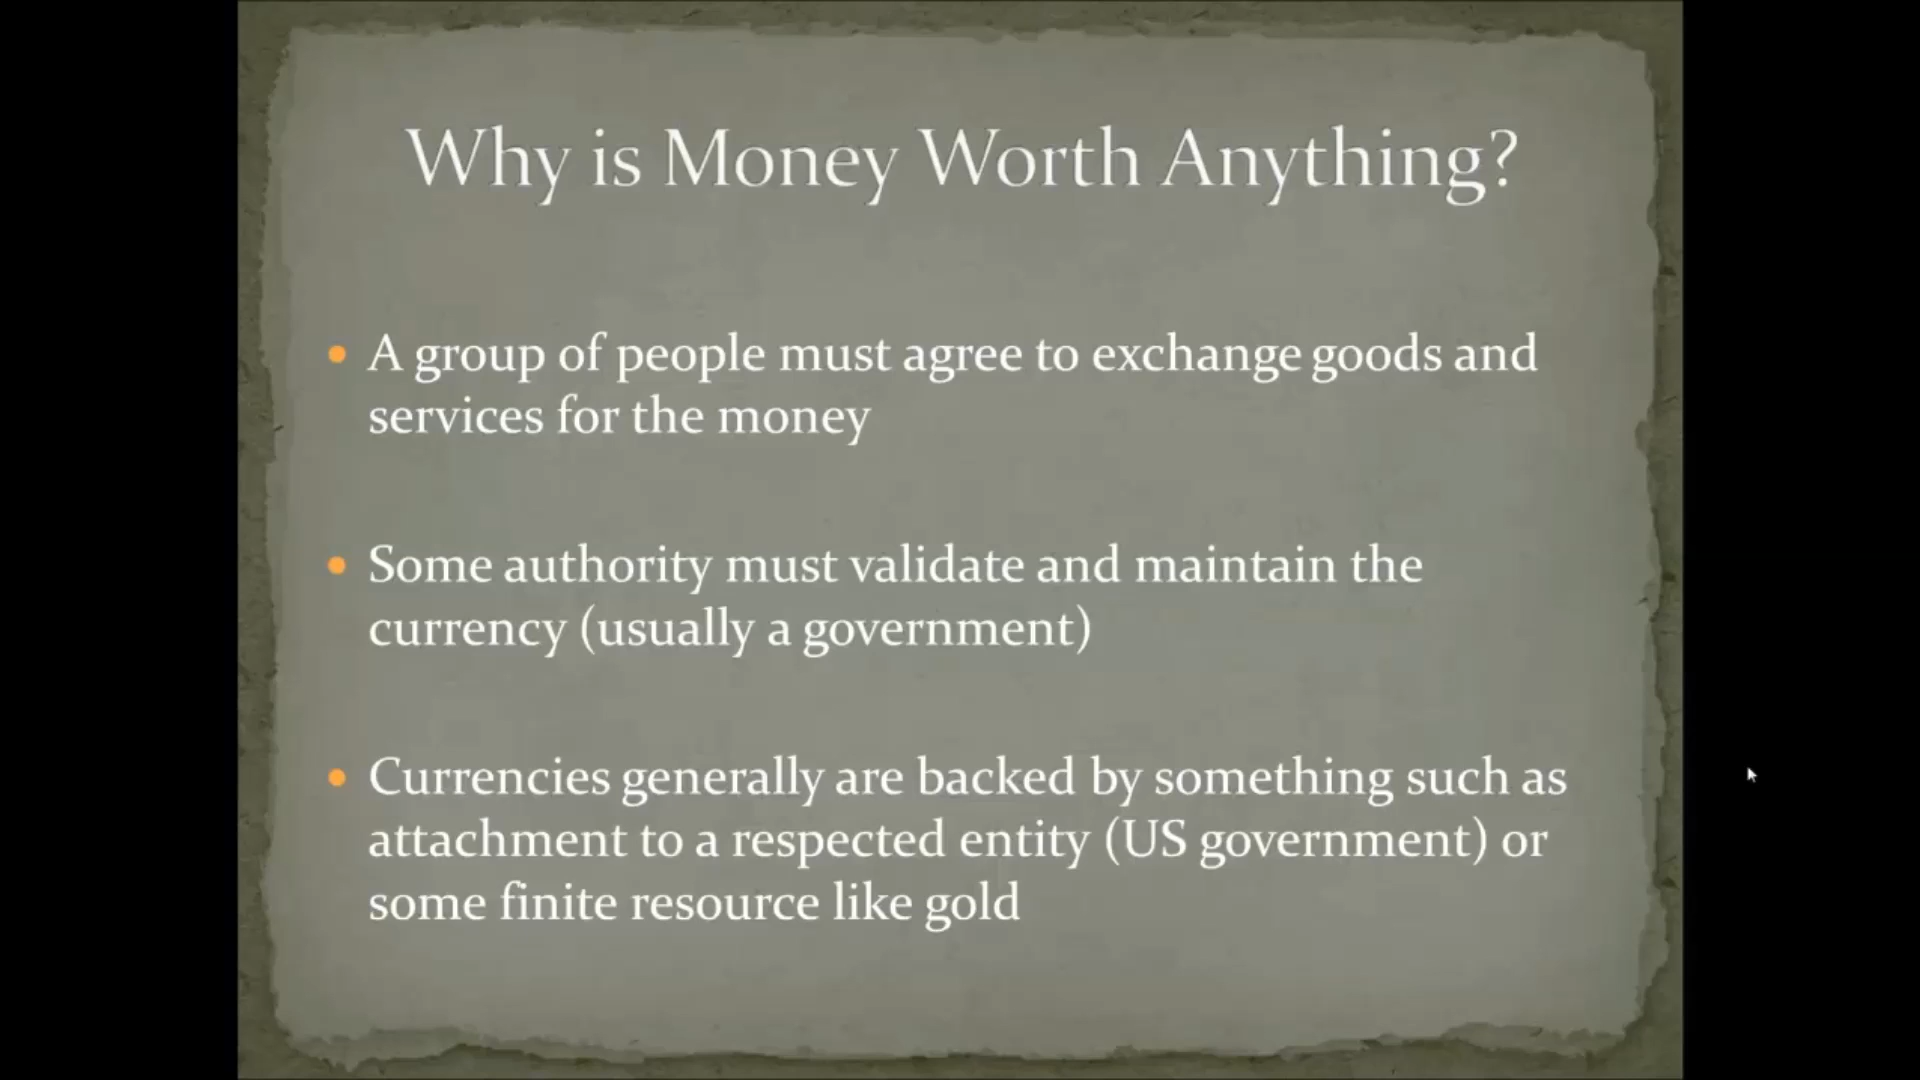 Why is Money Worth Anything?
• A group of people must agree to exchange goods and
services for the money
• Some authority must validate and maintain the
currency (usually a government)
• Currencies generally are backed by something such as
attachment to a respected entity (US government) or
some finite resource like gold